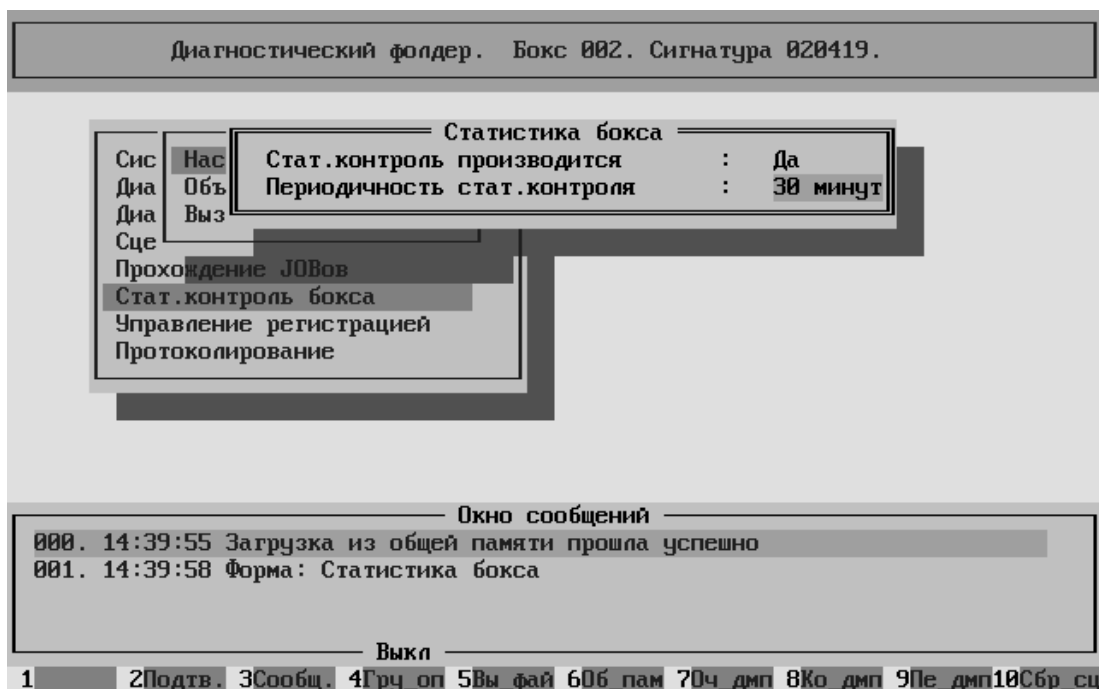 Диагностический фолдер. Бокс 002. Сигнатура 020419.
Статистика бокса
Сис Нас Стат.контроль производится : Да
Диа Объ Периодичность стат.контроля : 30 минут
Диа Выз
Сце
Прохождение JOBов
Стат.контроль бокса
Управление регистрацией
Протоколирование
Окно сообщений
000. 14:39:55 Загрузка из общей памяти прошла успешно
001. 14:39:58 Форма: Статистика бокса
Выкл
1 2Подтв. 3Сообщ. 4Грч_оп 5Вы_фай 6Об_пам 7Оч_дмп 8Ко_дмп 9Пе_дмп10Сбр_сц